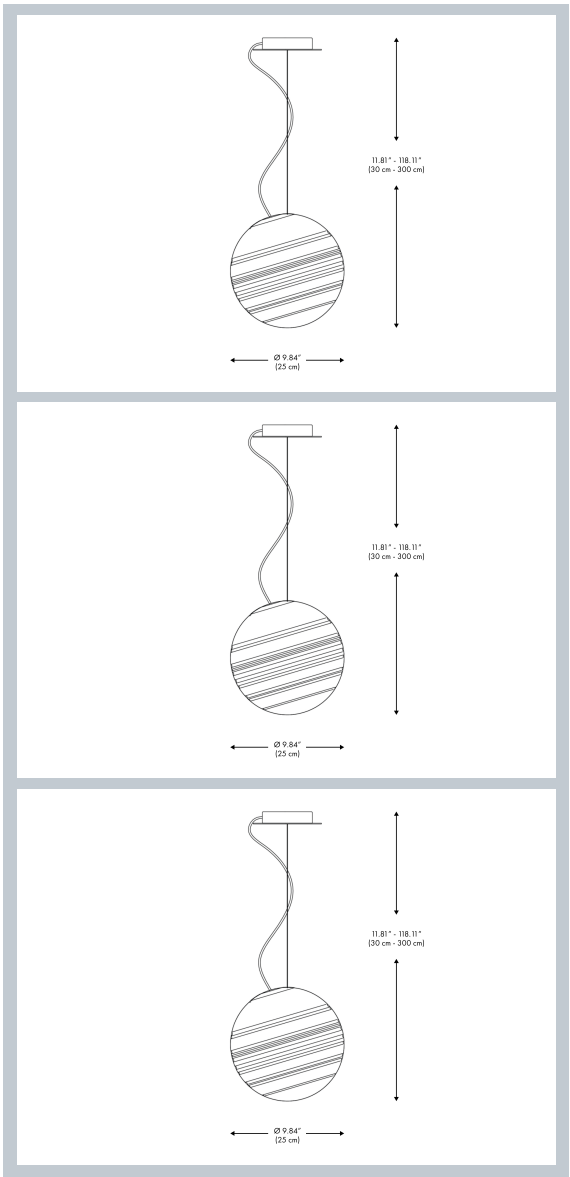 11.81” - 118.11”
(30 cm - 300 cm)
Ø 9.84”
(25 cm)
11.81” - 118.11”
(30 cm - 300 cm)
Ø 9.84”
(25 cm)
11.81” - 118.11”
(30 cm - 300 cm)
Ø 9.84”
(25 cm)